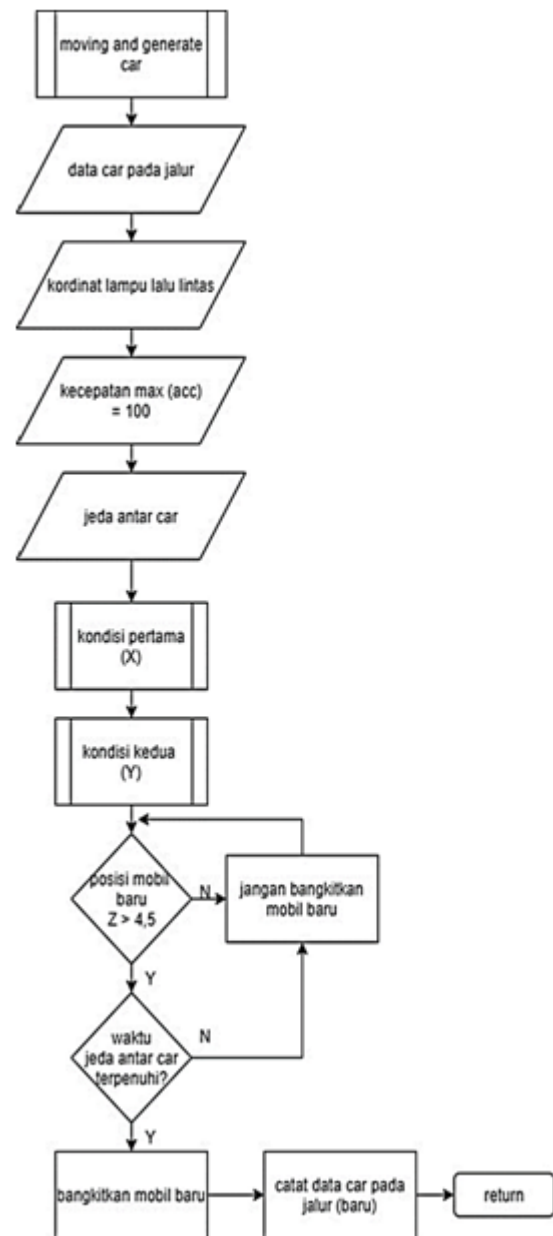 moving and generate
car
data car pada jalur
kordinat lampu lalu lintas
kecepatan max (acc)
= 100
jeda antar car
kondisi pertama
(X)
kondisi kedua
(Y)
posisi mobil
baru
Z > 4,5
N
jangan bangkitkan
mobil baru
Y
waktu
jeda antar car
terpenuhi?
N
Y
bangkitkan mobil baru
catat data car pada
jalur (baru)
return